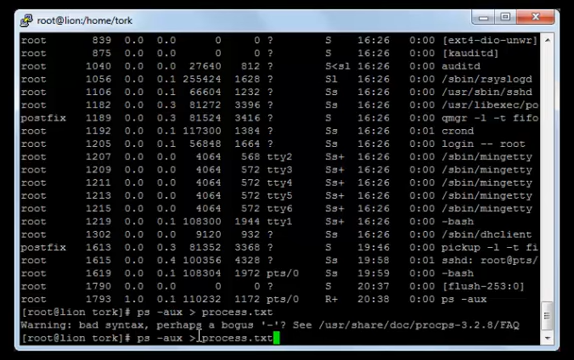 root@lion:/home/tork
root 839 0.0 0.0 0 0 ? S 16:26 0:00 [ext4-dio-unwr]
root 875 0.0 0.0 0 0 ? S 16:26 0:00 [kauditd]
root 1040 0.0 0.0 27640 812 ? S<sl 16:26 0:00 auditd
root 1056 0.0 0.1 255424 1628 ? Sl 16:26 0:00 /sbin/rsyslogd
root 1106 0.0 0.1 66604 1232 ? Ss 16:26 0:00 /usr/sbin/sshd
root 1182 0.0 0.3 81272 3396 ? Ss 16:26 0:00 /usr/libexec/po
postfix 1189 0.0 0.3 81524 3416 ? S 16:26 0:00 qmgr -l -t fifo
root 1192 0.0 0.1 117300 1384 ? Ss 16:26 0:01 crond
root 1205 0.0 0.1 56848 1664 ? Ss 16:26 0:00 login -- root
root 1207 0.0 0.0 4064 568 tty2 Ss+ 16:26 0:00 /sbin/mingetty
root 1209 0.0 0.0 4064 572 tty3 Ss+ 16:26 0:00 /sbin/mingetty
root 1211 0.0 0.0 4064 572 tty4 Ss+ 16:26 0:00 /sbin/mingetty
root 1213 0.0 0.0 4064 572 tty5 Ss+ 16:26 0:00 /sbin/mingetty
root 1215 0.0 0.0 4064 572 tty6 Ss+ 16:26 0:00 /sbin/mingetty
root 1219 0.0 0.1 108300 1944 tty1 Ss+ 16:26 0:00 -bash
root 1302 0.0 0.0 9120 932 ? Ss 16:26 0:00 /sbin/dhclient
postfix 1613 0.0 0.3 81352 3368 ? S 19:46 0:00 pickup -l -t fi
root 1615 0.0 0.4 100356 4328 ? Ss 19:58 0:01 sshd: root@pts/
root 1619 0.0 0.1 108304 1972 pts/0 Ss 19:59 0:00 -bash
root 1790 0.0 0.0 0 0 ? S 20:37 0:00 [flush-253:0]
root 1793 1.0 0.1 110232 1172 pts/0 R+ 20:38 0:00 ps -aux
[root@lion tork]# ps -aux > process.txt
Warning: bad syntax, perhaps a bogus '-'? See /usr/share/doc/procps-3.2.8/FAQ
[root@lion tork]# ps -aux > process.txt